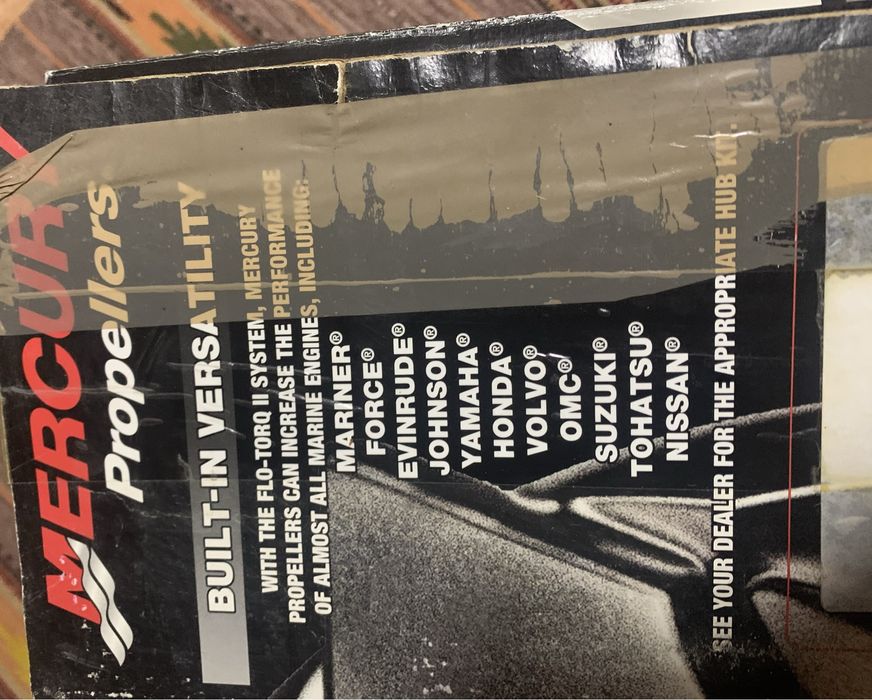 MERCURY
Propellers
BUILT-IN VERSATILITY
WITH THE FLO-TORQ II SYSTEM, MERCURY
PROPELLERS CAN INCREASE THE PERFORMANCE
OF ALMOST ALL MARINE ENGINES, INCLUDING:
MARINER®
FORCE®
EVINRUDE®
JOHNSON®
YAMAHA®
HONDA®
VOLVO®
OMC®
SUZUKI®
TOHATSU®
NISSAN®
SEE YOUR DEALER FOR THE APPROPRIATE HUB KIT.